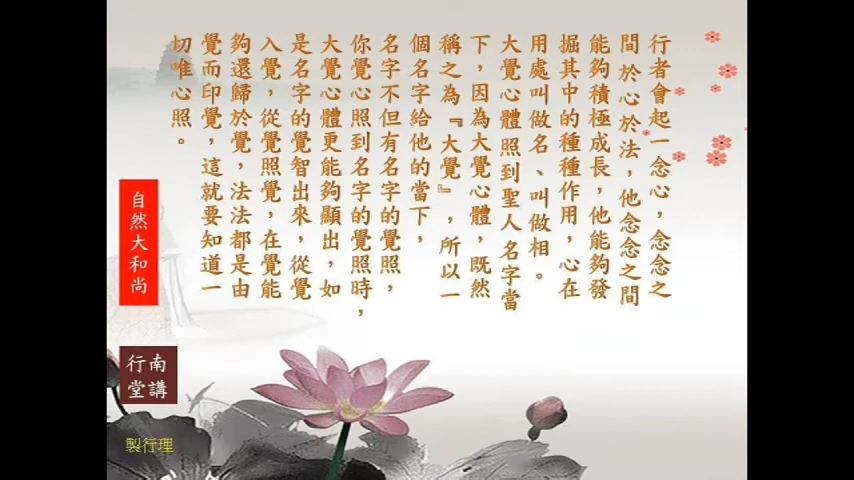 行者會起一念心，念念之
間於心於法，他念念之間
能夠積極成長，他能夠發
掘其中的種種作用，心在
用處叫做名、叫做相。
大覺心體照到聖人名字當
下，因為大覺心體，既然
稱之為『大覺』，所以一
個名字給他的當下，
名字不但有名字的覺照，
你覺心照到名字的覺照時，
大覺心體更能夠顯出，如
是名字的覺智出來，從覺
入覺，從覺照覺，在覺能
夠還歸於覺，法法都是由
覺而印覺，這就要知道一
切唯心照。
自然大和尚
南講
行堂
製行理